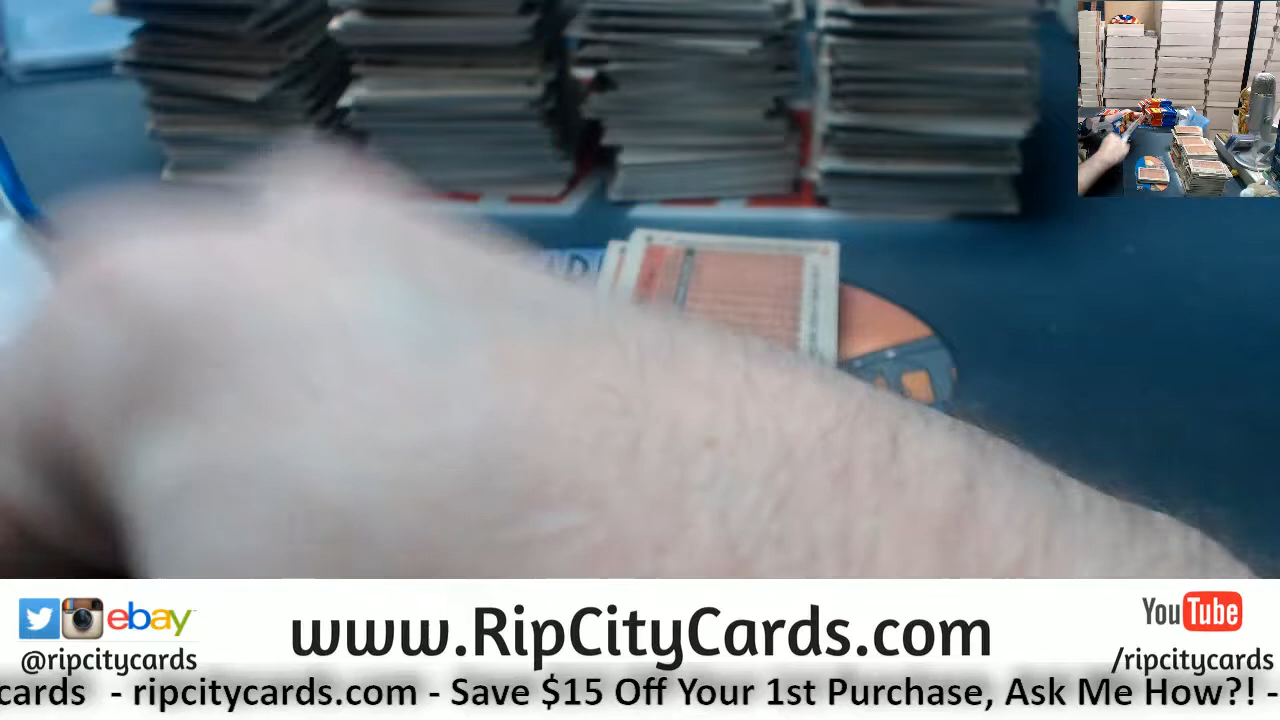 ebay
www.RipCityCards.com
YouTube
@ripcitycards
/ripcitycards
cards - ripcitycards.com - Save $15 Off Your 1st Purchase, Ask Me How?! -